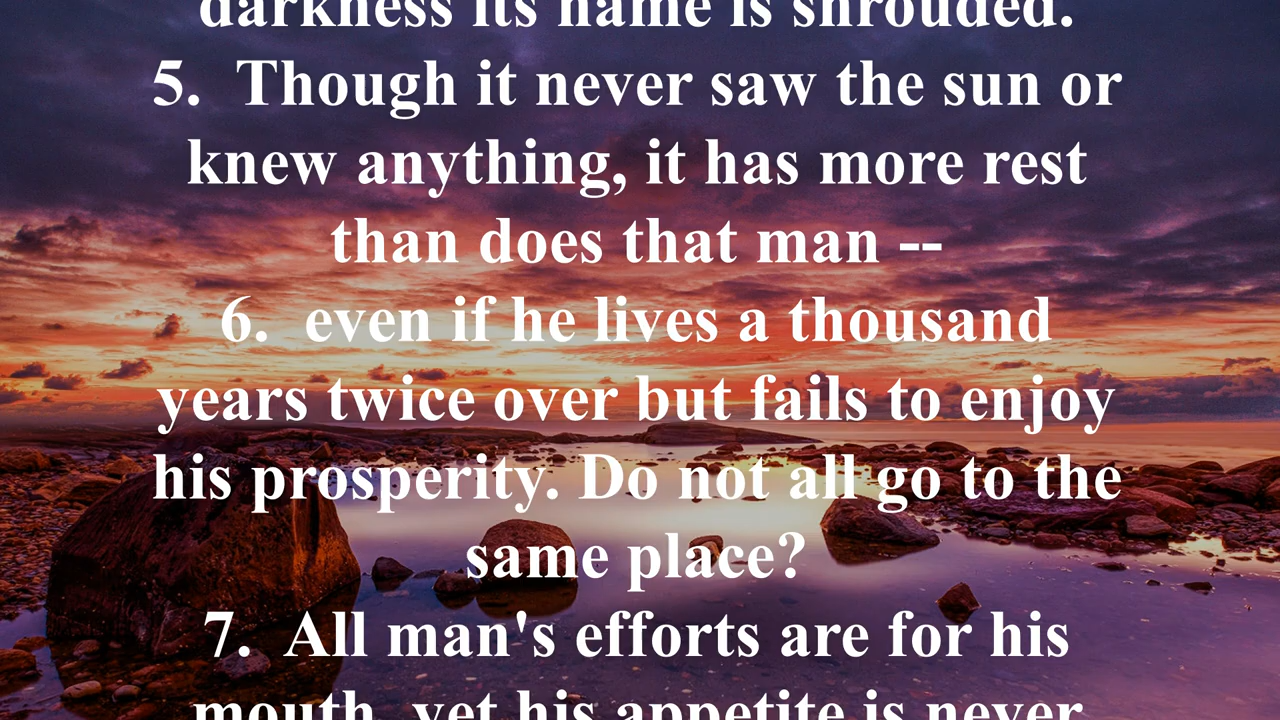 darkness its name is shrouded.
5.  Though it never saw the sun or
knew anything, it has more rest
than does that man --
6.  even if he lives a thousand
years twice over but fails to enjoy
his prosperity. Do not all go to the
same place?
7.  All man's efforts are for his
mouth, yet his appetite is never